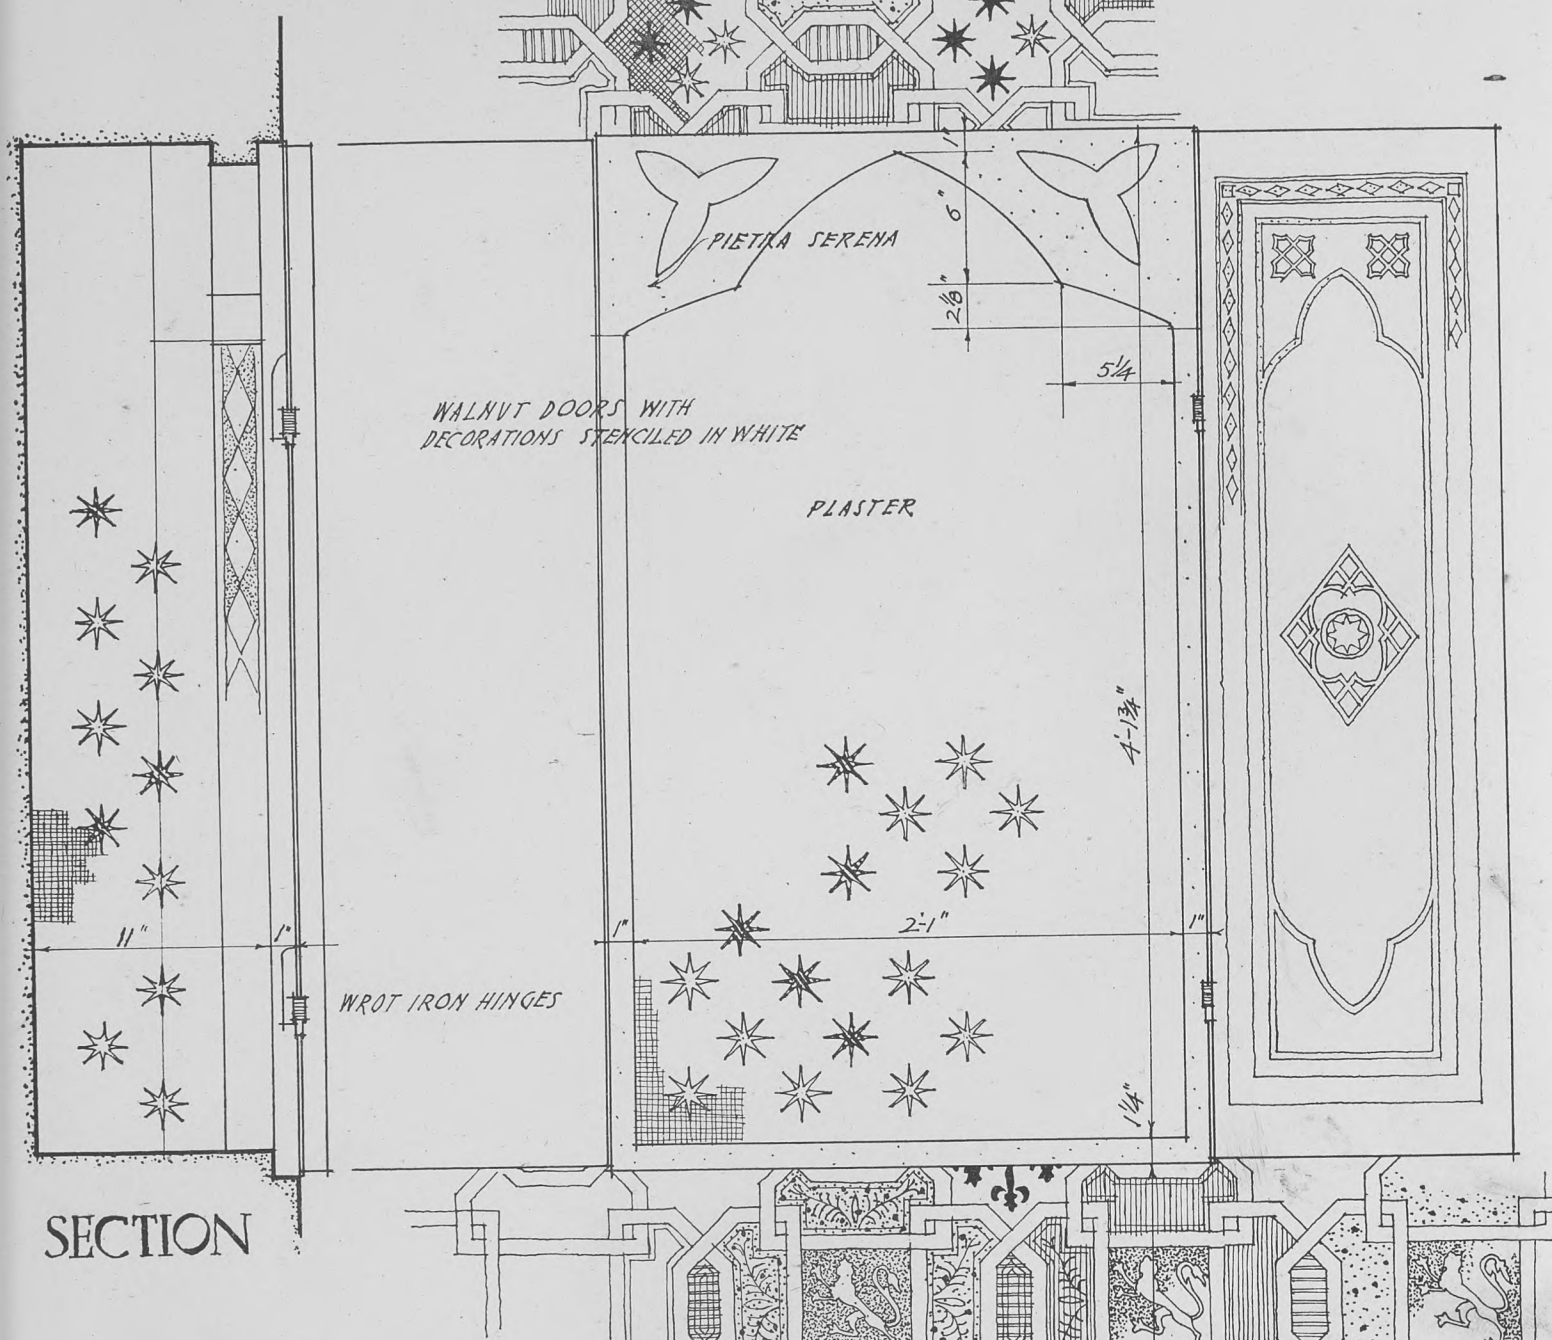 1"
6"
PIETRA SERENA
2⅛"
5¼
WALNUT DOORS WITH
DECORATIONS STENCILED IN WHITE
PLASTER
4'-1¾"
11"
1"
1"
2'-1"
1"
WROT IRON HINGES
1¼"
SECTION